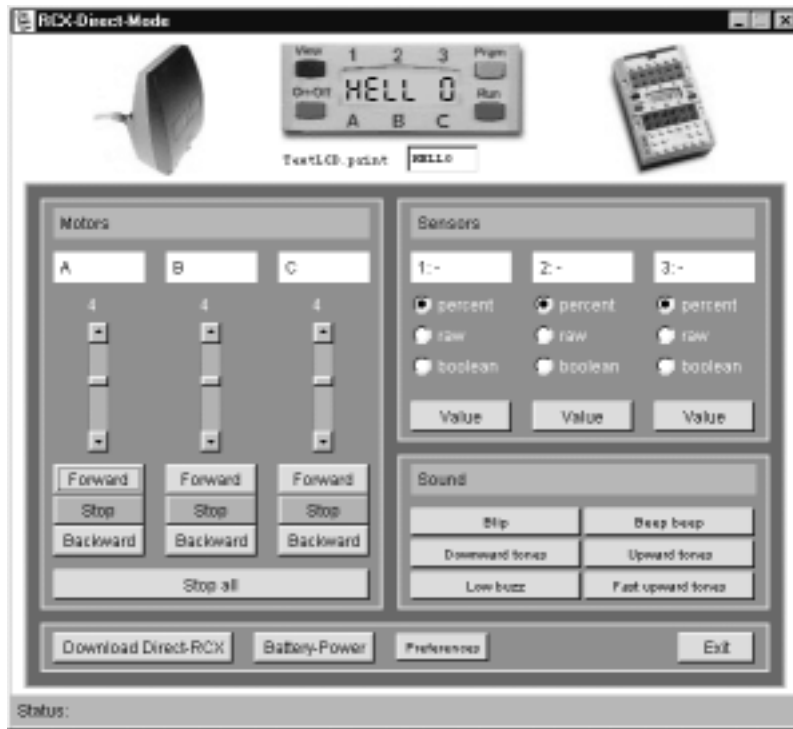 RCX-Direct-Mode
View 1 2 3 Prgm
On-Off HELL 0 Run
A B C
TextLCD.print HELLO
Motors
A B C
4 4 4
Forward Forward Forward
Stop Stop Stop
Backward Backward Backward
Stop all
Sensors
1:- 2:- 3:-
percent percent percent
raw raw raw
boolean boolean boolean
Value Value Value
Sound
Blip Beep beep
Downward tones Upward tones
Low buzz Fast upward tones
Download Direct-RCX Battery-Power Preferences Exit
Status: